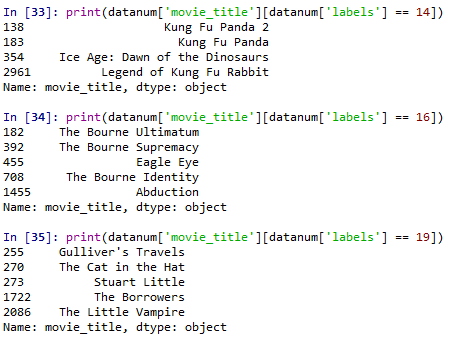 In [33]: print(datanum['movie_title'][datanum['labels'] == 14])
138                     Kung Fu Panda 2
183                       Kung Fu Panda
354     Ice Age: Dawn of the Dinosaurs
2961          Legend of Kung Fu Rabbit
Name: movie_title, dtype: object

In [34]: print(datanum['movie_title'][datanum['labels'] == 16])
182     The Bourne Ultimatum
392     The Bourne Supremacy
455                Eagle Eye
708      The Bourne Identity
1455               Abduction
Name: movie_title, dtype: object

In [35]: print(datanum['movie_title'][datanum['labels'] == 19])
255     Gulliver's Travels
270     The Cat in the Hat
273          Stuart Little
1722         The Borrowers
2086    The Little Vampire
Name: movie_title, dtype: object